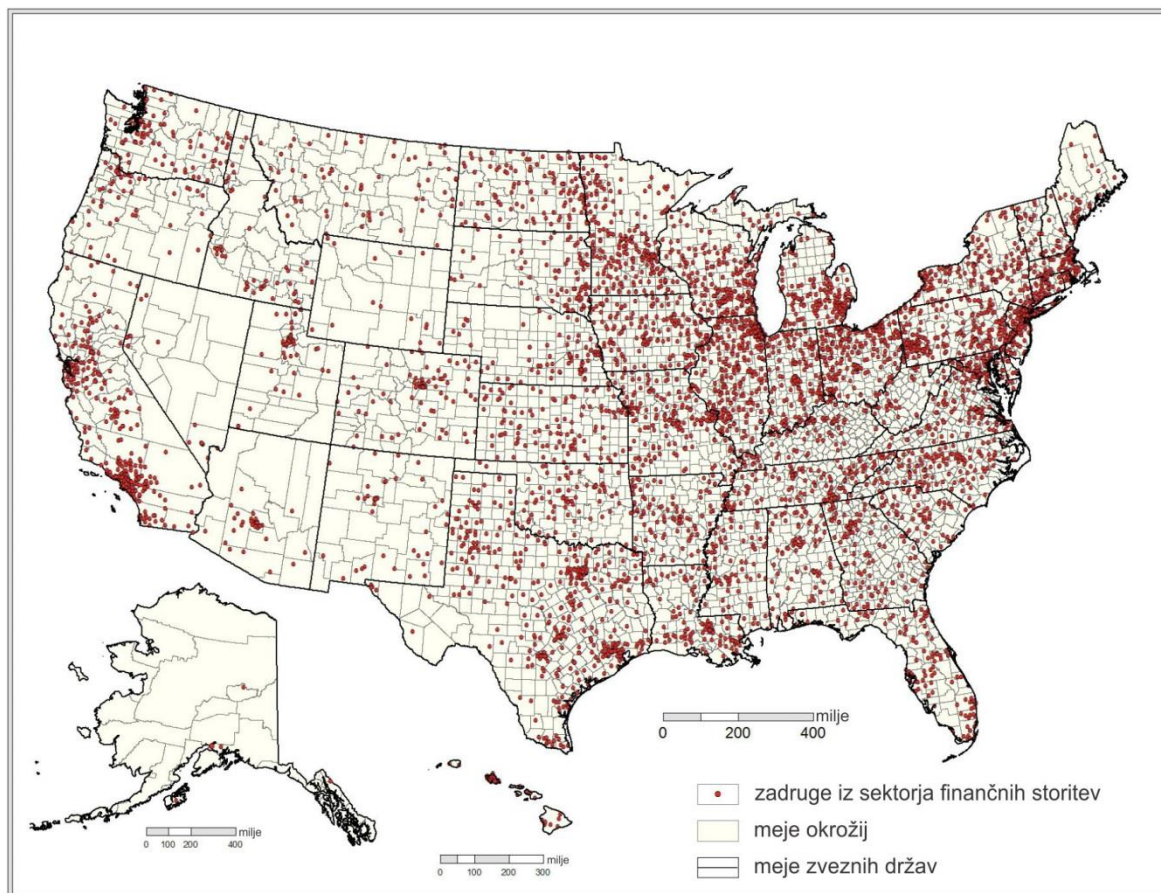 milje
0 200 400
zadruge iz sektorja finančnih storitev
meje okrožij
meje zveznih držav
milje
0 100 200 400
milje
0 50 100 200 300